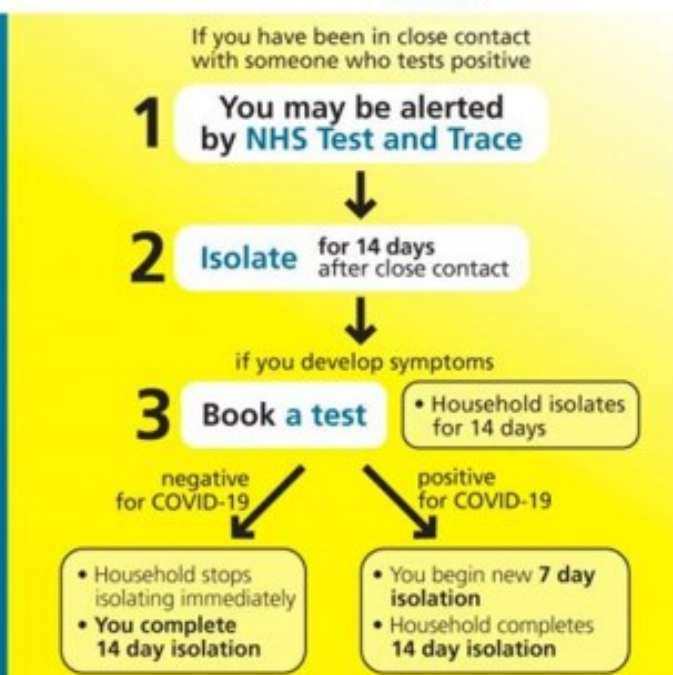 If you have been in close contact
with someone who tests positive
1
You may be alerted
by NHS Test and Trace
2
Isolate for 14 days
after close contact
if you develop symptoms
3
Book a test
• Household isolates
for 14 days
negative
for COVID-19
positive
for COVID-19
• Household stops
isolating immediately
• You complete
14 day isolation
• You begin new 7 day
isolation
• Household completes
14 day isolation